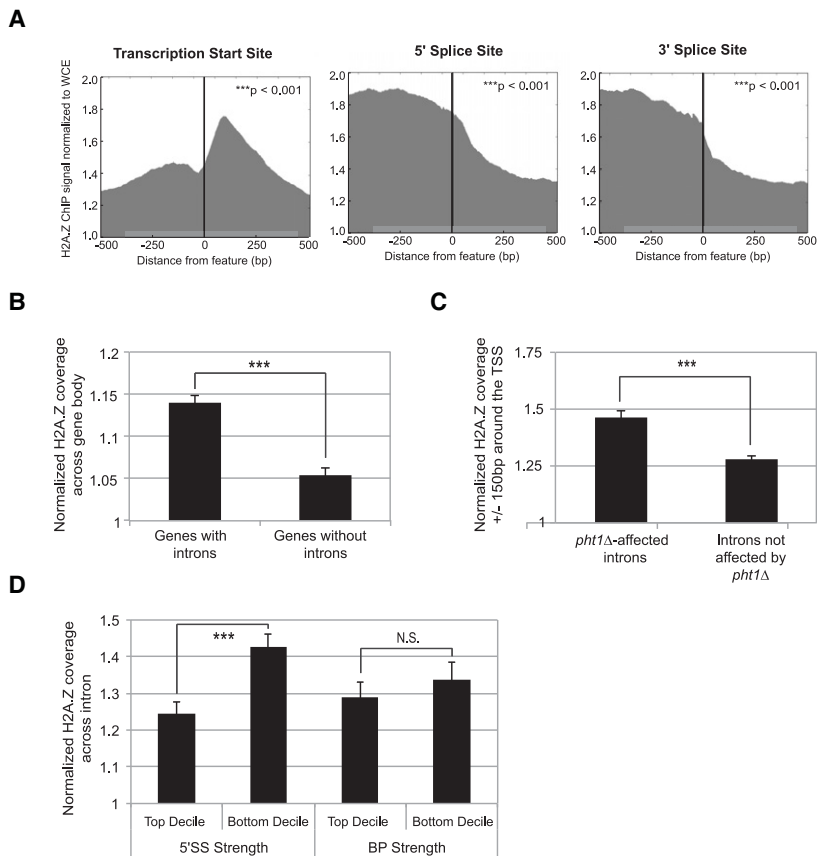 A
Transcription Start Site
5' Splice Site
3' Splice Site
H2A.Z ChIP signal normalized to WCE
2.0
1.8
1.6
1.4
1.2
1.0
***p < 0.001
-500
-250
0
250
500
Distance from feature (bp)
2.0
1.8
1.6
1.4
1.2
1.0
***p < 0.001
-500
-250
0
250
500
Distance from feature (bp)
2.0
1.8
1.6
1.4
1.2
1.0
***p < 0.001
-500
-250
0
250
500
Distance from feature (bp)
B
Normalized H2A.Z coverage
across gene body
1.2
1.15
1.1
1.05
1
***
Genes with
introns
Genes without
introns
C
Normalized H2A.Z coverage
+/- 150bp around the TSS
1.75
1.5
1.25
1
***
pht1Δ-affected
introns
Introns not
affected by
pht1Δ
D
Normalized H2A.Z coverage
across intron
1.5
1.4
1.3
1.2
1.1
1
***
N.S.
Top Decile
Bottom Decile
Top Decile
Bottom Decile
5'SS Strength
BP Strength